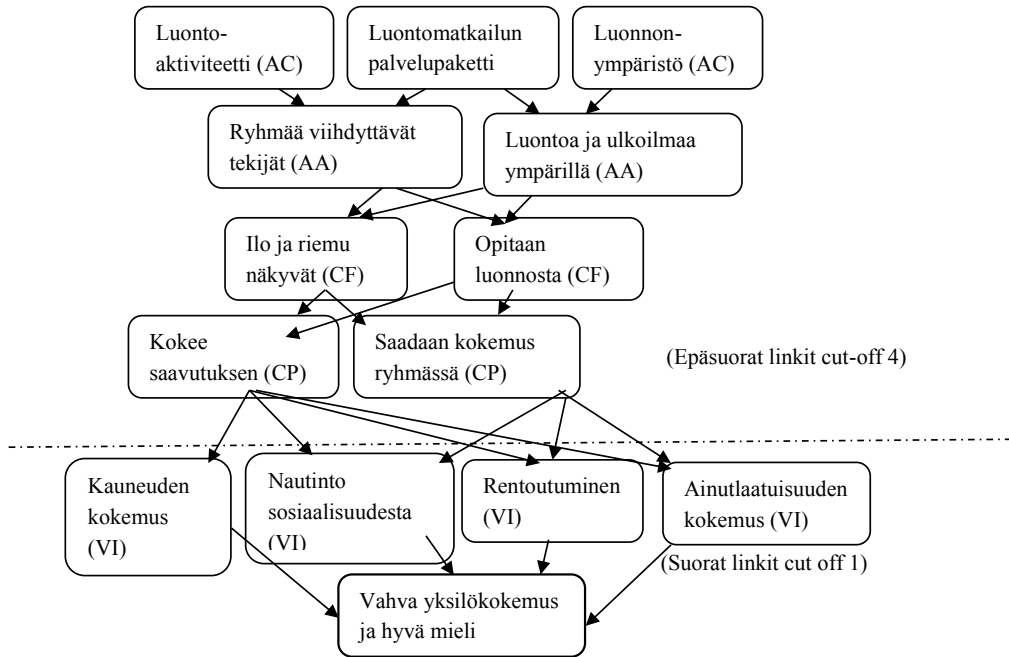 Luonto-
aktiviteetti (AC)
Luontomatkailun
palvelupaketti
Luonnon-
ympäristö (AC)
Ryhmää viihdyttävät
tekijät (AA)
Luontoa ja ulkoilmaa
ympärillä (AA)
Ilo ja riemu
näkyvät (CF)
Opitaan
luonnosta (CF)
Kokee
saavutuksen (CP)
Saadaan kokemus
ryhmässä (CP)
(Epäsuorat linkit cut-off 4)
Kauneuden
kokemus
(VI)
Nautinto
sosiaalisuudesta
(VI)
Rentoutuminen
(VI)
Ainutlaatuisuuden
kokemus (VI)
(Suorat linkit cut off 1)
Vahva yksilökokemus
ja hyvä mieli